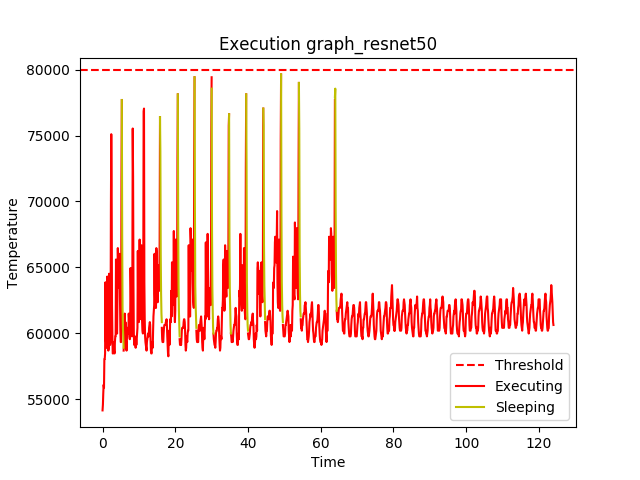 Execution graph_resnet50
80000
75000
70000
65000
60000
55000
Temperature
0 20 40 60 80 100 120
Time
Threshold
Executing
Sleeping